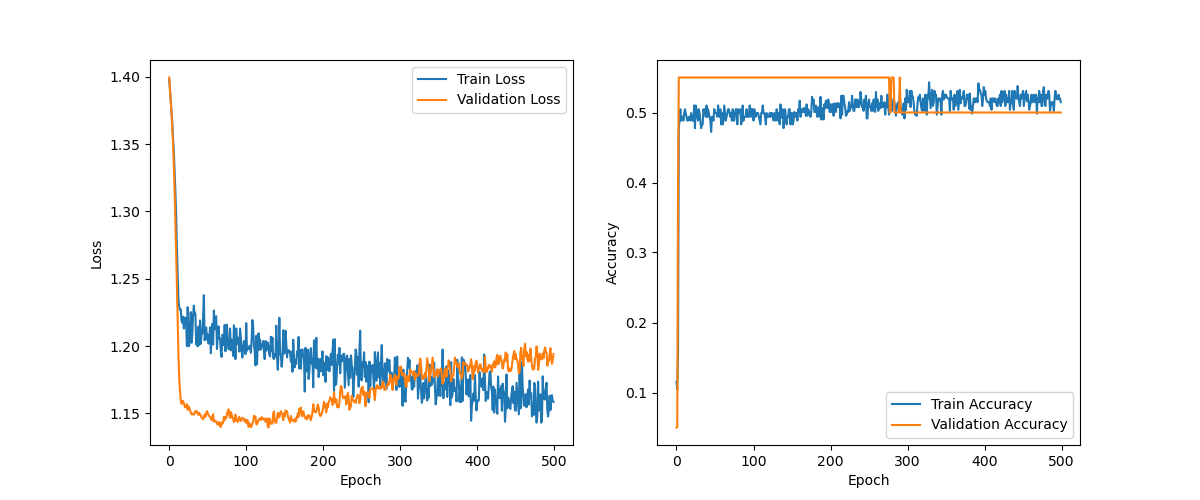 1.40
1.35
1.30
1.25
1.20
1.15
Loss
0
100
200
300
400
500
Epoch
Train Loss
Validation Loss
0.5
0.4
0.3
0.2
0.1
Accuracy
0
100
200
300
400
500
Epoch
Train Accuracy
Validation Accuracy